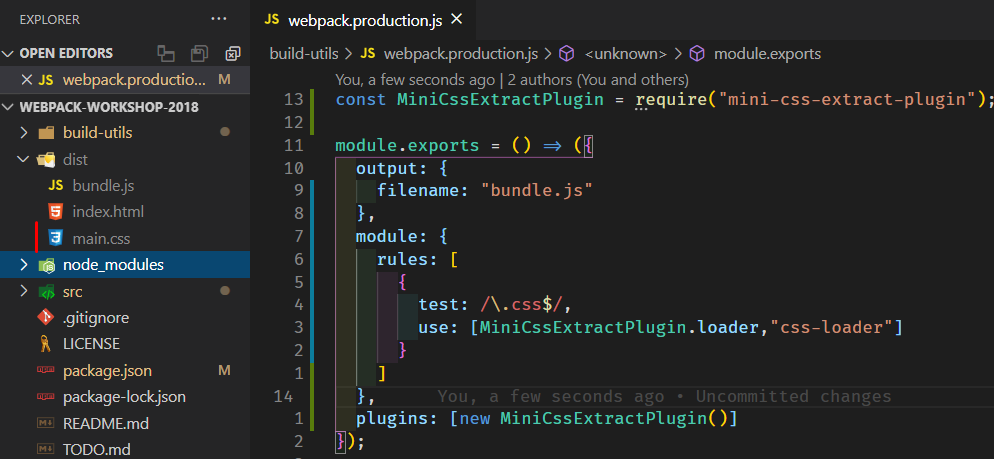 EXPLORER
...
OPEN EDITORS
JS webpack.productio... M
WEBPACK-WORKSHOP-2018
build-utils
dist
JS bundle.js
index.html
main.css
node_modules
src
.gitignore
LICENSE
package.json M
package-lock.json
README.md
TODO.md
JS webpack.production.js
build-utils > JS webpack.production.js > <unknown> > module.exports
You, a few seconds ago | 2 authors (You and others)
13 const MiniCssExtractPlugin = require("mini-css-extract-plugin");
12
11 module.exports = () => ({
10 output: {
9 filename: "bundle.js"
8 },
7 module: {
6 rules: [
5 {
4 test: /\.css$/,
3 use: [MiniCssExtractPlugin.loader,"css-loader"]
2 }
1 ]
14 }, You, a few seconds ago • Uncommitted changes
1 plugins: [new MiniCssExtractPlugin()]
2 });